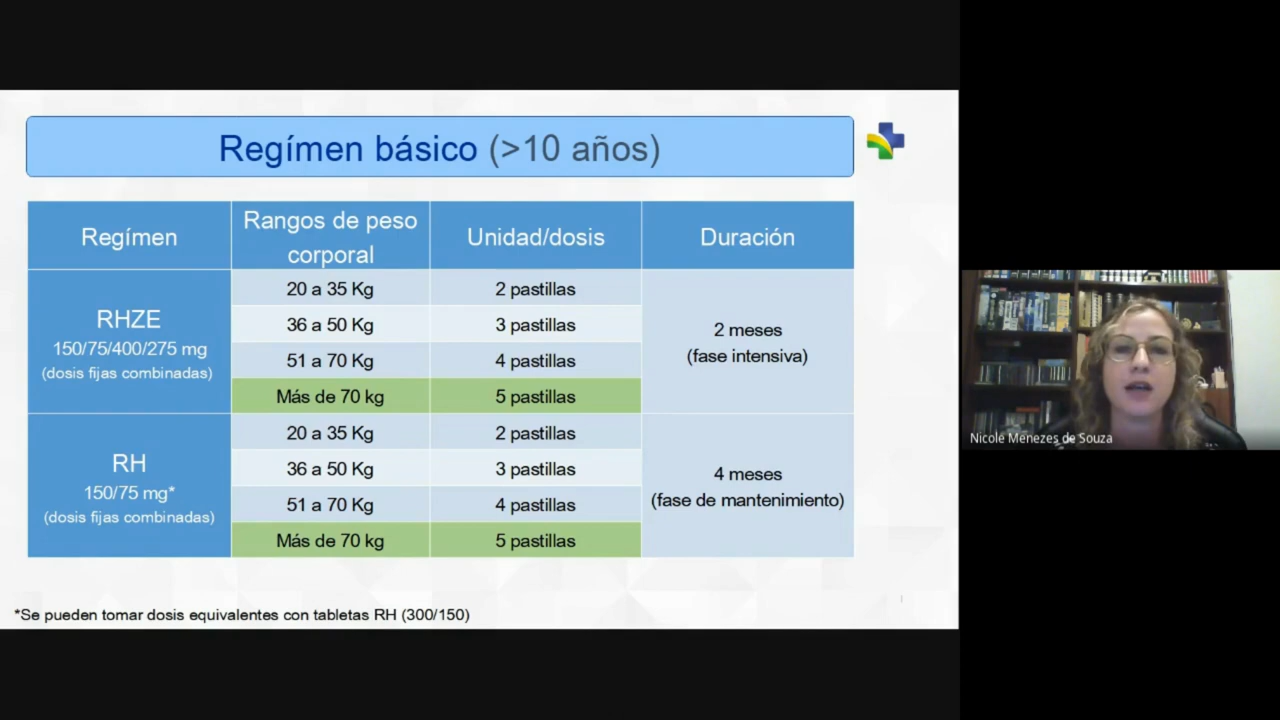 Regímen básico (>10 años)
Regímen
Rangos de peso
corporal
Unidad/dosis
Duración
RHZE
150/75/400/275 mg
(dosis fijas combinadas)
20 a 35 Kg
2 pastillas
36 a 50 Kg
3 pastillas
51 a 70 Kg
4 pastillas
Más de 70 kg
5 pastillas
2 meses
(fase intensiva)
RH
150/75 mg*
(dosis fijas combinadas)
20 a 35 Kg
2 pastillas
36 a 50 Kg
3 pastillas
51 a 70 Kg
4 pastillas
Más de 70 kg
5 pastillas
4 meses
(fase de mantenimiento)
*Se pueden tomar dosis equivalentes con tabletas RH (300/150)
Nicole Menezes de Souza